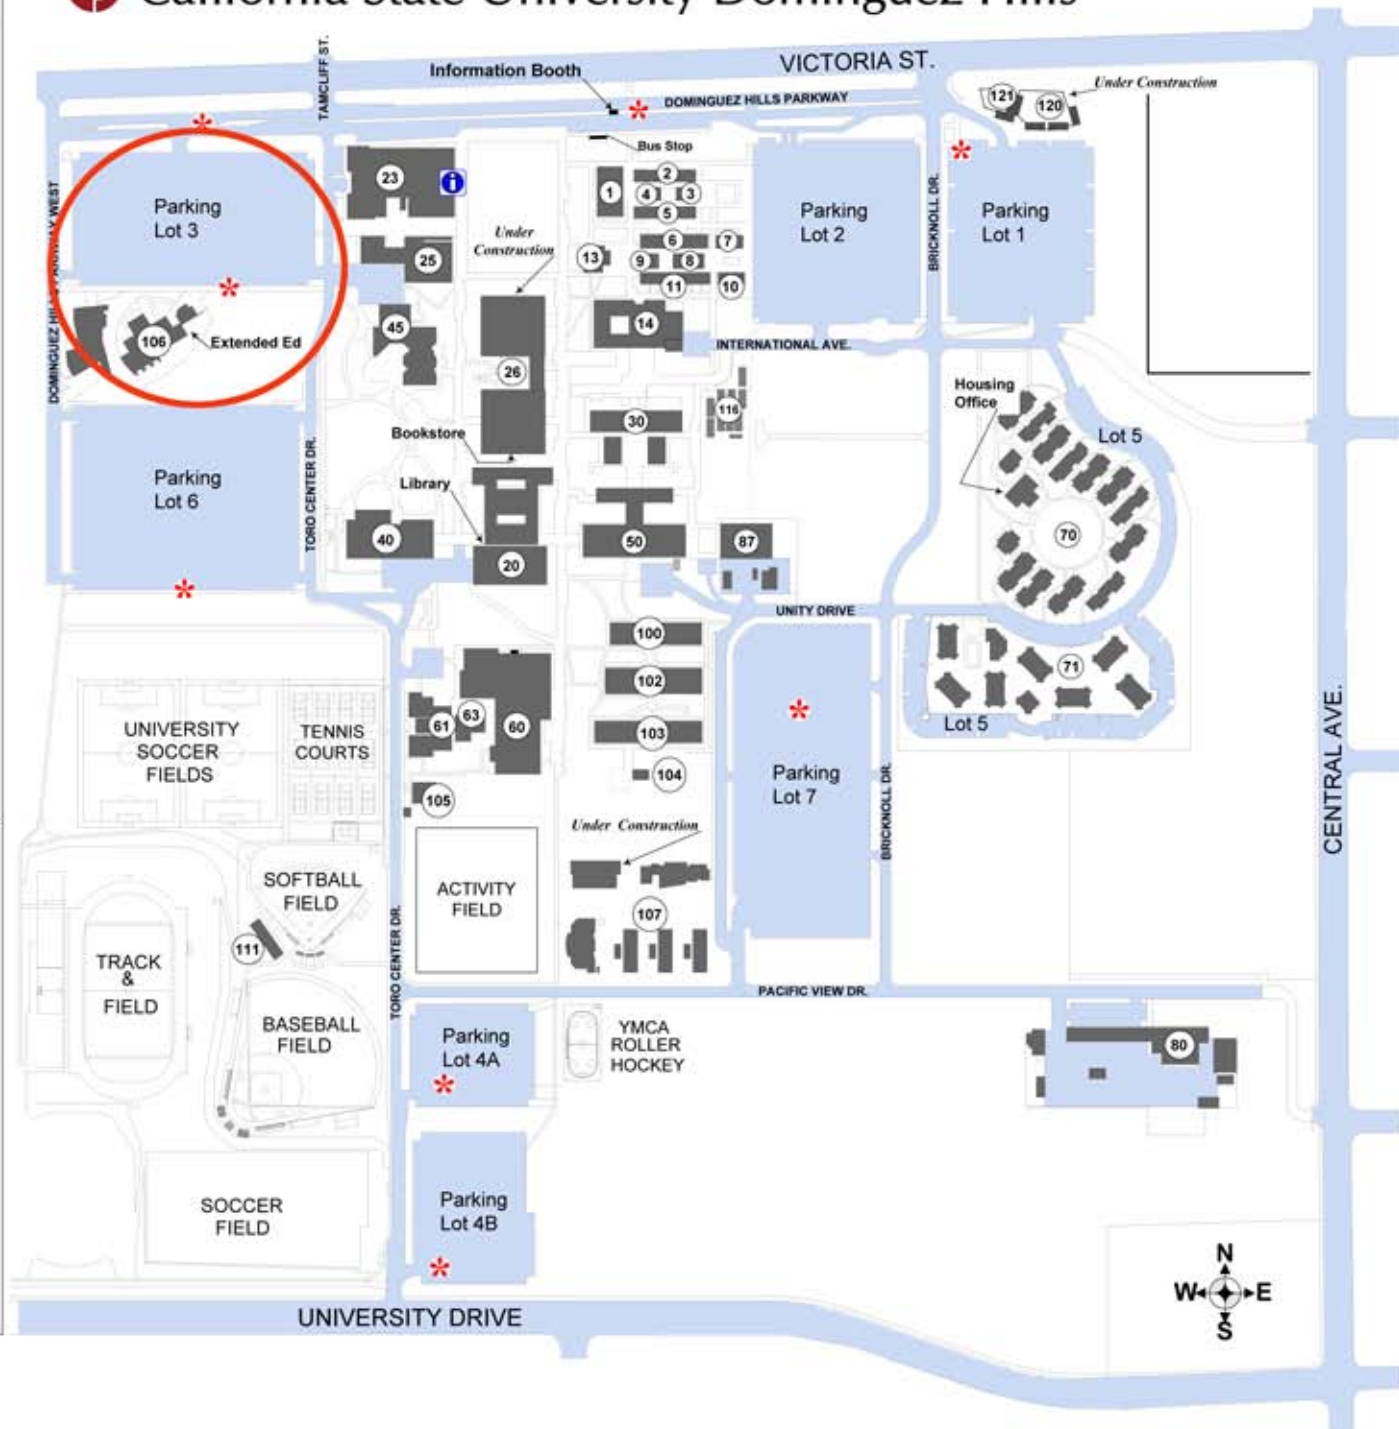 California State University Dominguez Hills
TAMCLIFF ST.
VICTORIA ST.
Information Booth
DOMINGUEZ HILLS PARKWAY
Under Construction
121
120
Bus Stop
DOMINGUEZ HILLS PARKWAY WEST
Parking
Lot 3
23
i
1
2
4
3
5
Parking
Lot 2
BRICKNOLL DR.
Parking
Lot 1
Under
Construction
25
13
6
7
9
8
11
10
106
Extended Ed
45
14
INTERNATIONAL AVE.
26
116
Housing
Office
Lot 5
30
Bookstore
Parking
Lot 6
TORO CENTER DR.
Library
40
20
50
87
70
UNITY DRIVE
100
102
103
104
71
Lot 5
UNIVERSITY
SOCCER
FIELDS
TENNIS
COURTS
61
63
60
105
Parking
Lot 7
BRICKNOLL DR.
CENTRAL AVE.
Under Construction
SOFTBALL
FIELD
ACTIVITY
FIELD
107
111
TRACK
&
FIELD
TORO CENTER DR.
PACIFIC VIEW DR.
BASEBALL
FIELD
Parking
Lot 4A
YMCA
ROLLER
HOCKEY
80
SOCCER
FIELD
Parking
Lot 4B
N
W
E
S
UNIVERSITY DRIVE